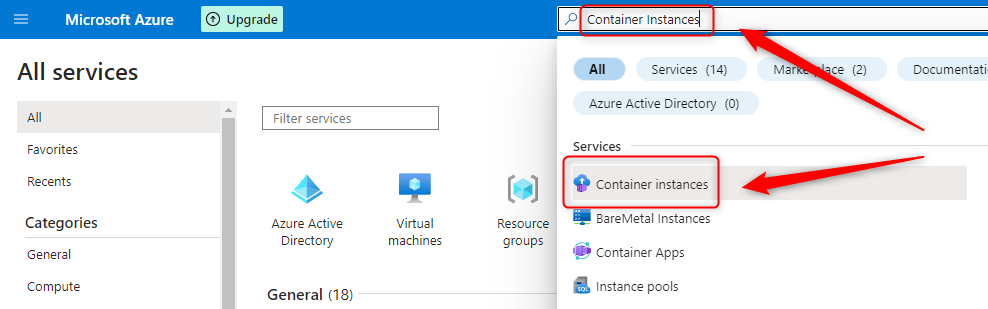 Microsoft Azure
Upgrade
Container Instances
All services
All
Favorites
Recents
Categories
General
Compute
Filter services
Azure Active
Directory
Virtual
machines
Resource
groups
General (18)
All
Services (14)
Marketplace (2)
Documentatio
Azure Active Directory (0)
Services
Container instances
BareMetal Instances
Container Apps
SQL
Instance pools